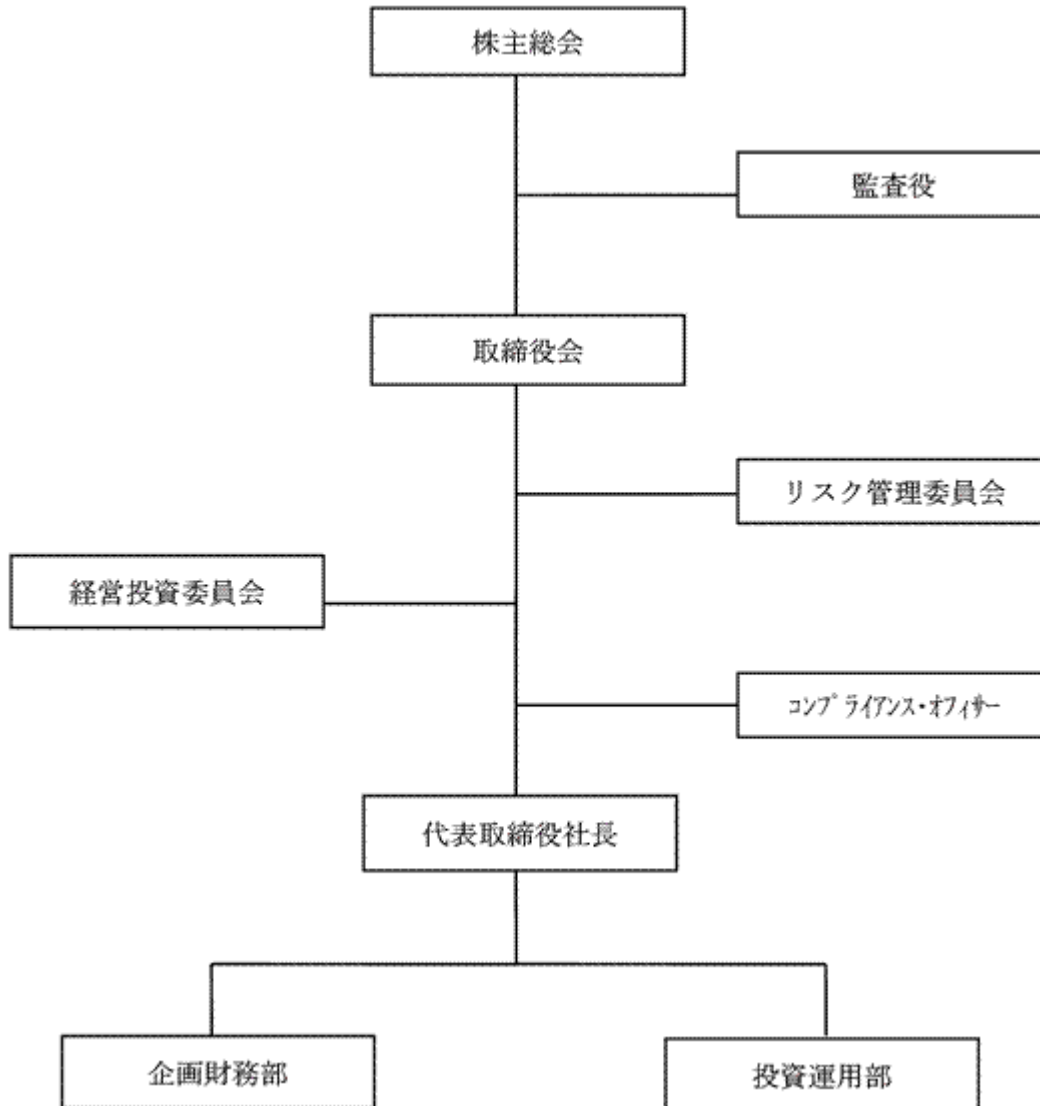 株主総会
監査役
取締役会
リスク管理委員会
経営投資委員会
ｺﾝﾌﾟﾗｲｱﾝｽ・ｵﾌｨｻｰ
代表取締役社長
企画財務部
投資運用部